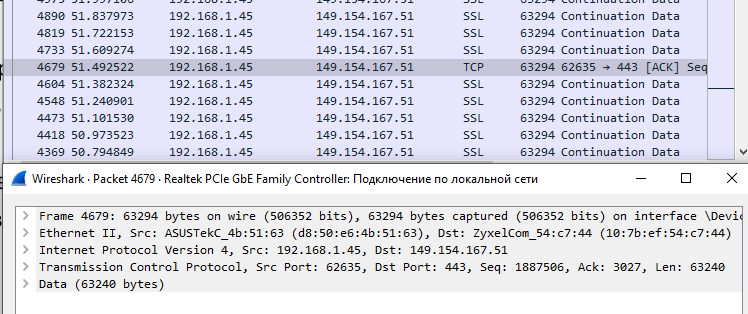 4890 51.837973 192.168.1.45 149.154.167.51 SSL 63294 Continuation Data
4819 51.722153 192.168.1.45 149.154.167.51 SSL 63294 Continuation Data
4733 51.609274 192.168.1.45 149.154.167.51 SSL 63294 Continuation Data
4679 51.492522 192.168.1.45 149.154.167.51 TCP 63294 62635 → 443 [ACK] Seq
4604 51.382324 192.168.1.45 149.154.167.51 SSL 63294 Continuation Data
4548 51.240901 192.168.1.45 149.154.167.51 SSL 63294 Continuation Data
4473 51.101530 192.168.1.45 149.154.167.51 SSL 63294 Continuation Data
4418 50.973523 192.168.1.45 149.154.167.51 SSL 63294 Continuation Data
4369 50.794849 192.168.1.45 149.154.167.51 SSL 63294 Continuation Data
Wireshark · Packet 4679 · Realtek PCIe GbE Family Controller: Подключение по локальной сети
Frame 4679: 63294 bytes on wire (506352 bits), 63294 bytes captured (506352 bits) on interface \Devic
Ethernet II, Src: ASUSTekC_4b:51:63 (d8:50:e6:4b:51:63), Dst: ZyxelCom_54:c7:44 (10:7b:ef:54:c7:44)
Internet Protocol Version 4, Src: 192.168.1.45, Dst: 149.154.167.51
Transmission Control Protocol, Src Port: 62635, Dst Port: 443, Seq: 1887506, Ack: 3027, Len: 63240
Data (63240 bytes)